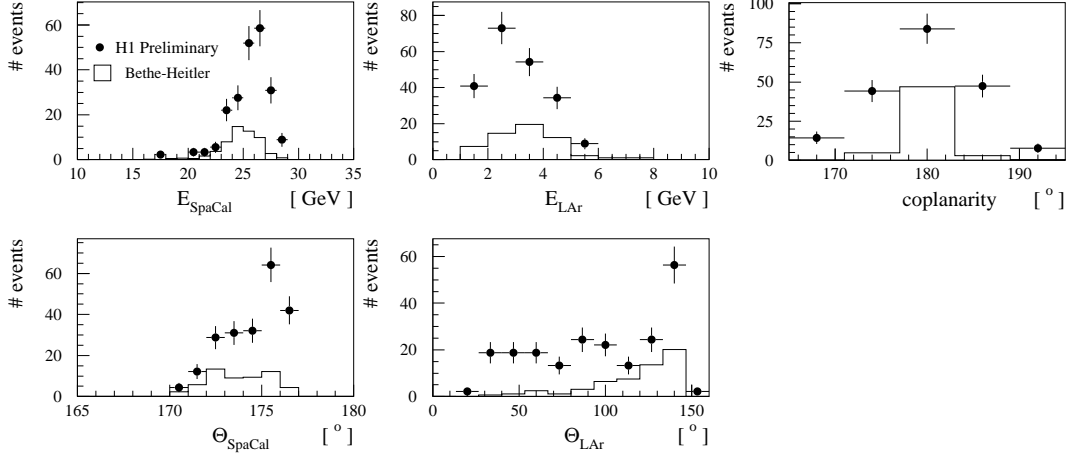 # events
H1 Preliminary
Bethe-Heitler
0
20
40
60
10 15 20 25 30 35
E_SpaCal [ GeV ]
# events
0
20
40
60
80
0 2 4 6 8 10
E_LAr [ GeV ]
# events
0
25
50
75
100
170 180 190
coplanarity [ ° ]
# events
0
20
40
60
165 170 175 180
Θ_SpaCal [ ° ]
# events
0
20
40
60
0 50 100 150
Θ_LAr [ ° ]